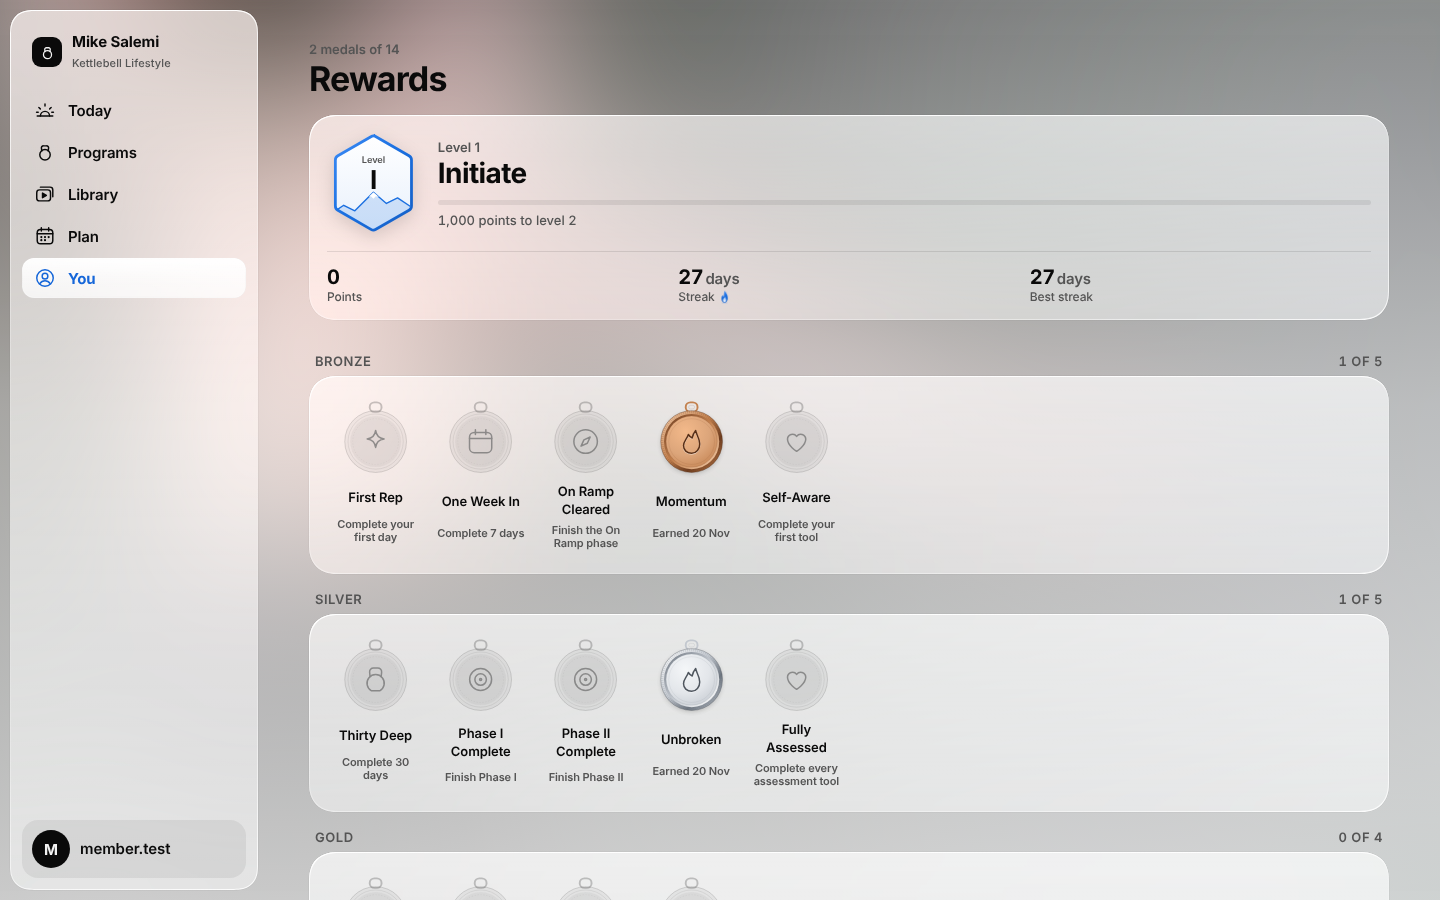 Mike Salemi
Kettlebell Lifestyle
Today
Programs
Library
Plan
You
M
member.test
2 medals of 14
Rewards
Level
I
Level 1
Initiate
1,000 points to level 2
0
Points
27 days
Streak
27 days
Best streak
BRONZE
1 OF 5
First Rep
Complete your
first day
One Week In
Complete 7 days
On Ramp
Cleared
Finish the On
Ramp phase
Momentum
Earned 20 Nov
Self-Aware
Complete your
first tool
SILVER
1 OF 5
Thirty Deep
Complete 30
days
Phase I
Complete
Finish Phase I
Phase II
Complete
Finish Phase II
Unbroken
Earned 20 Nov
Fully
Assessed
Complete every
assessment tool
GOLD
0 OF 4